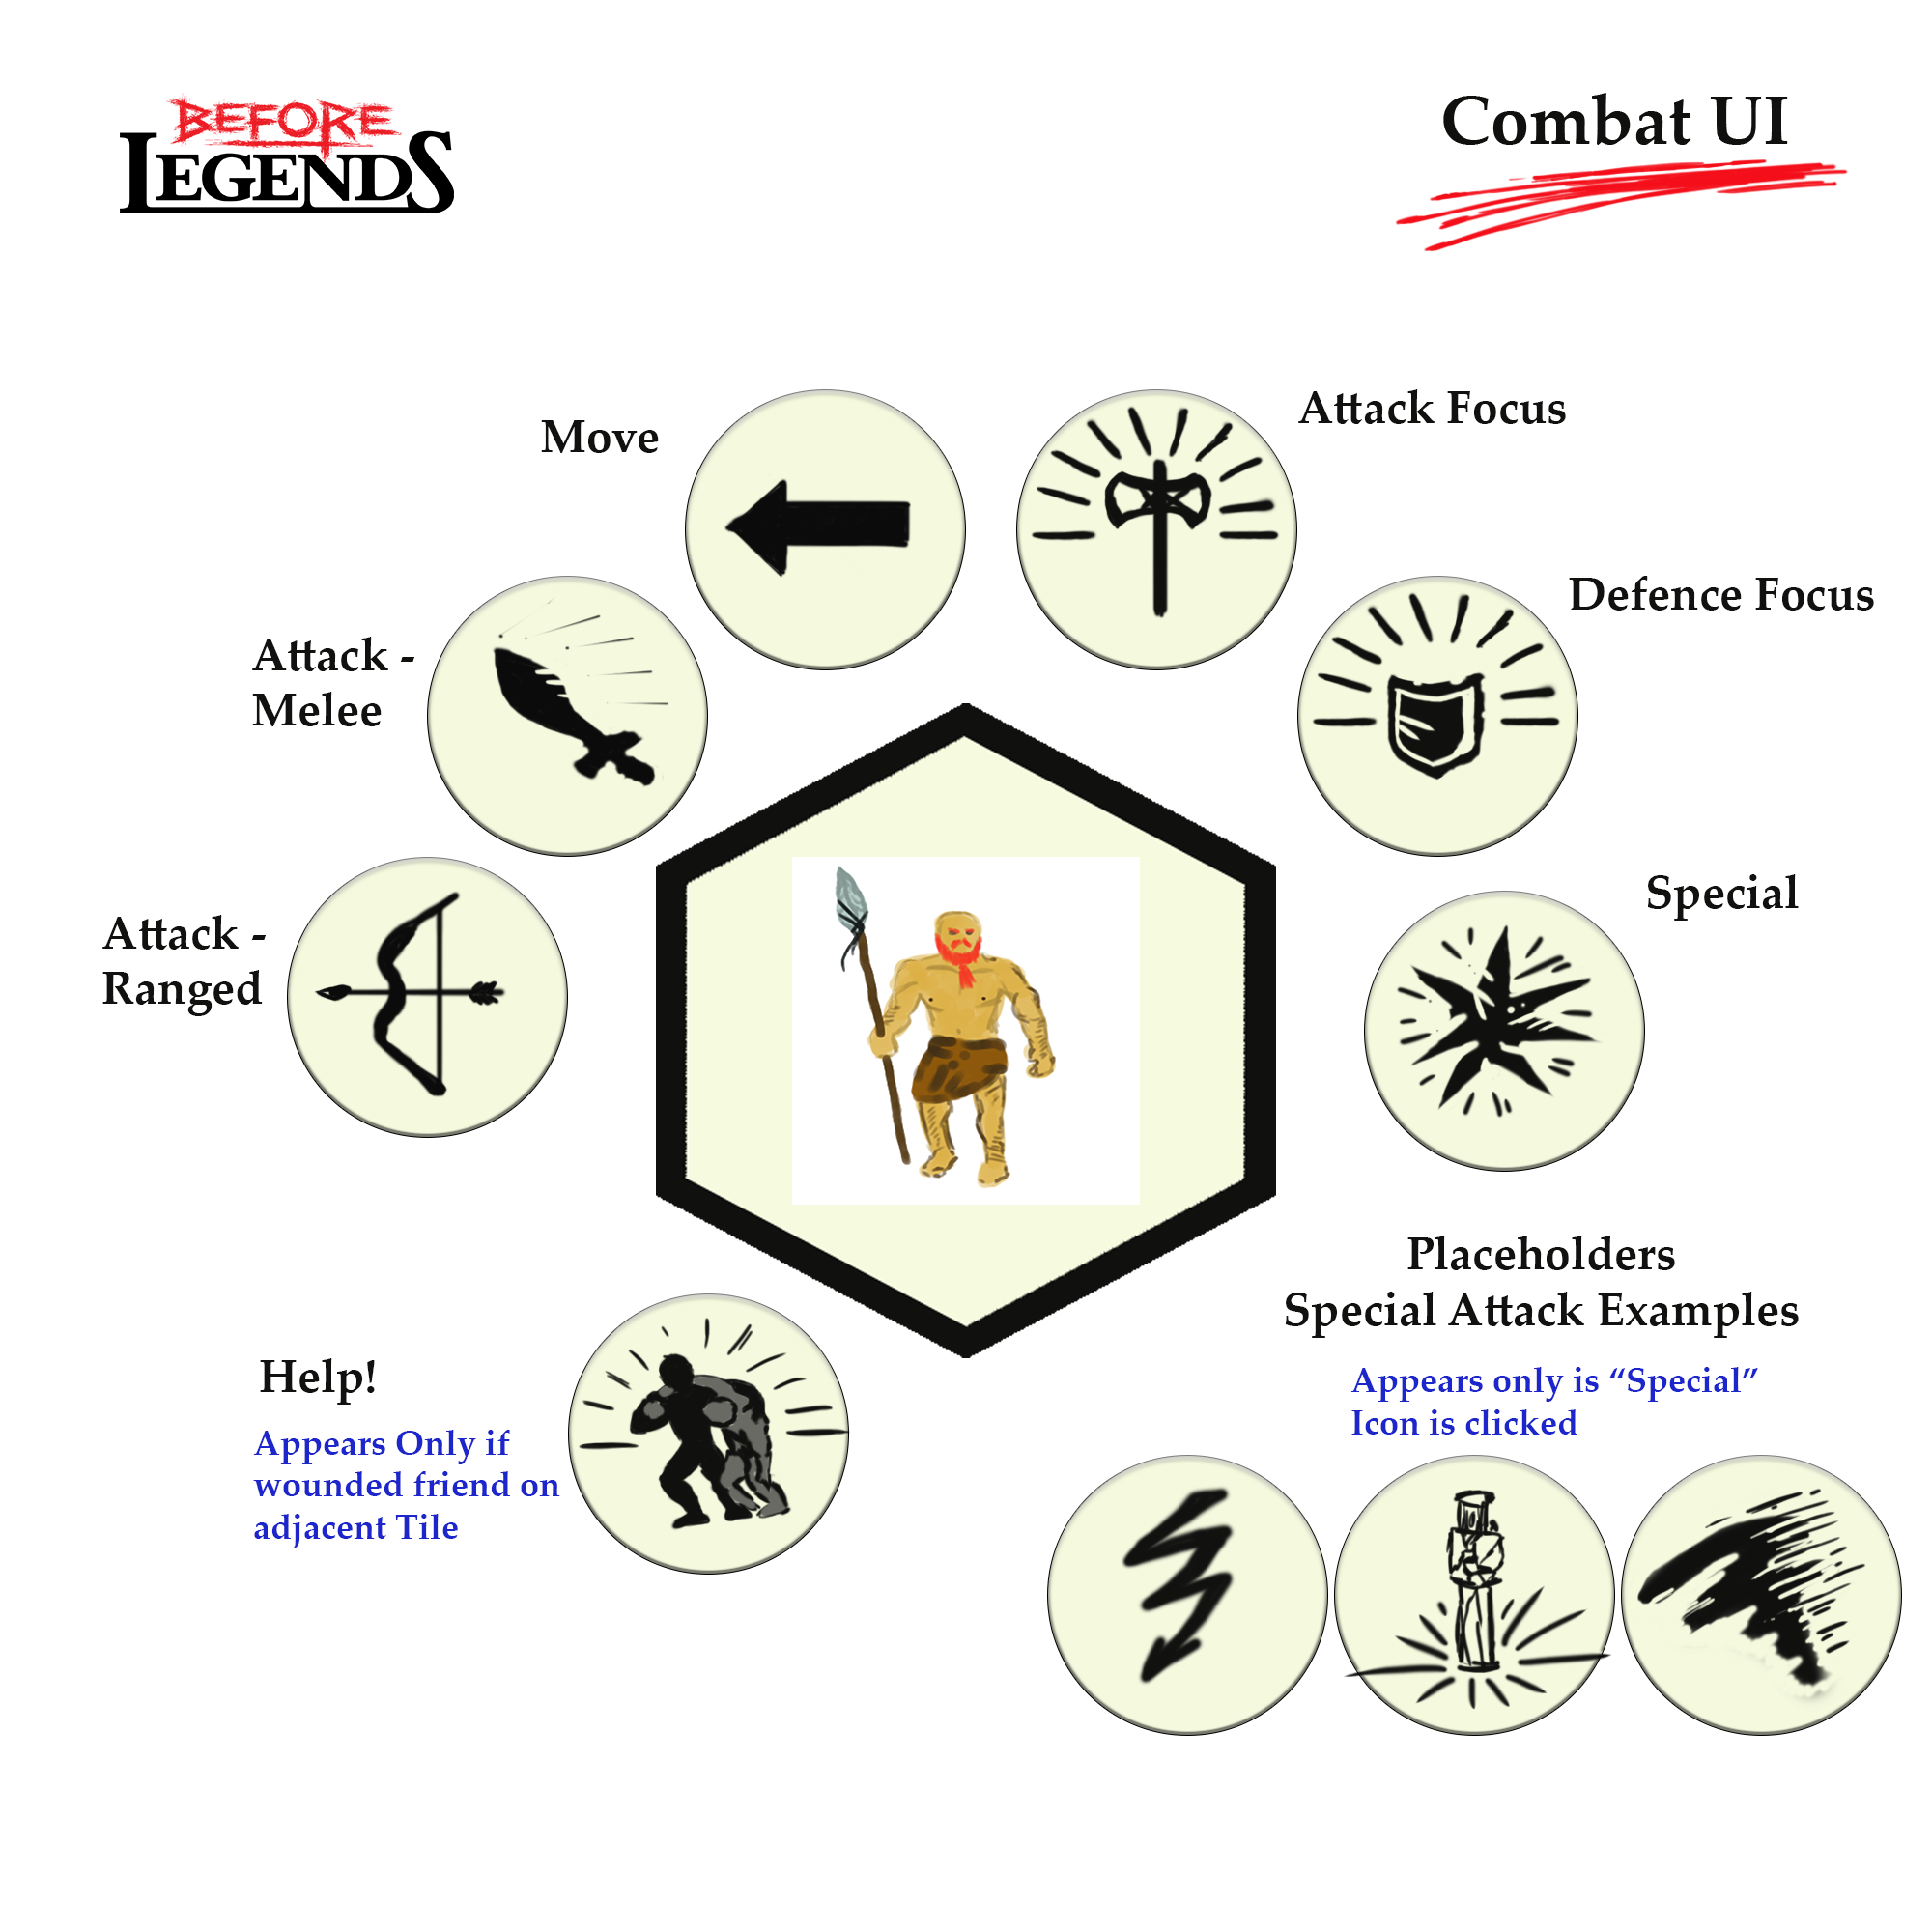 BEFORE
LEGENDS
Combat UI
Move
Attack Focus
Attack -
Melee
Defence Focus
Attack -
Ranged
Special
Placeholders
Special Attack Examples
Appears only is “Special”
Icon is clicked
Help!
Appears Only if
wounded friend on
adjacent Tile